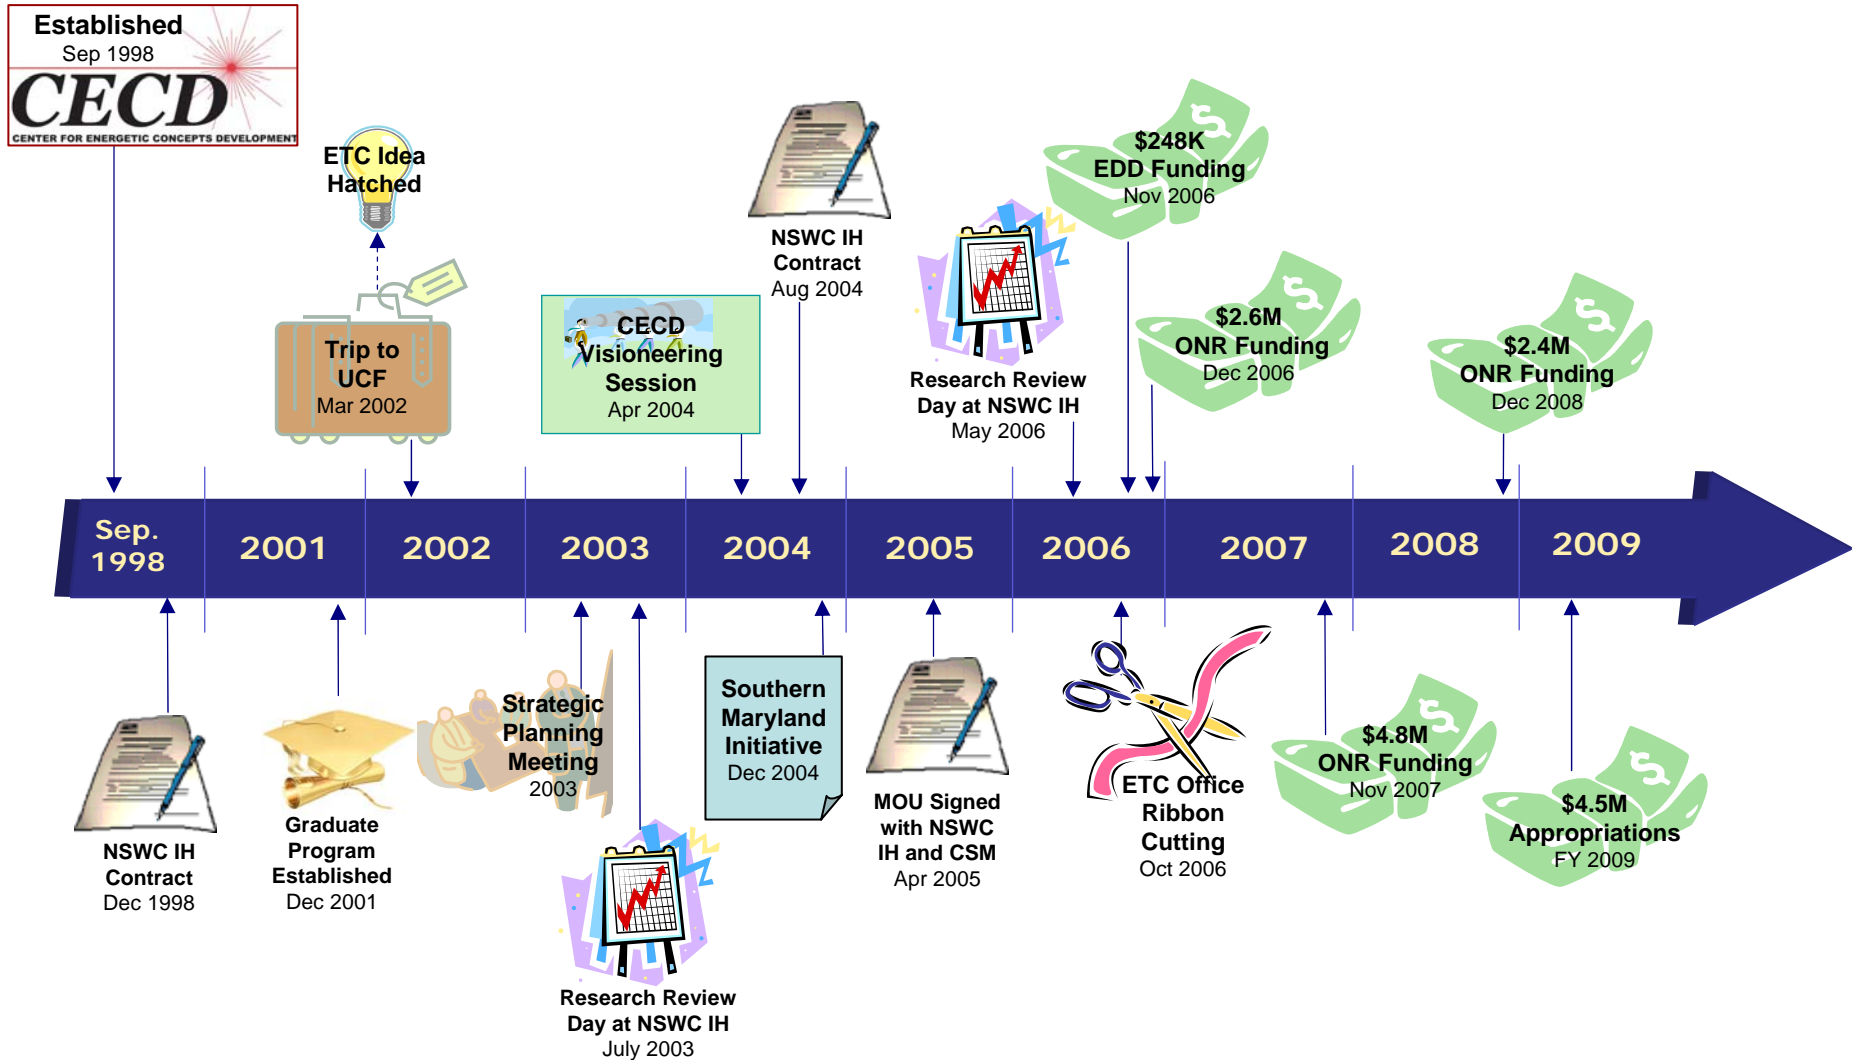 Established
Sep 1998
CECD
CENTER FOR ENERGETIC CONCEPTS DEVELOPMENT
ETC Idea
Hatched
Trip to
UCF
Mar 2002
CECD
Visioneering
Session
Apr 2004
NSWC IH
Contract
Aug 2004
Research Review
Day at NSWC IH
May 2006
$248K
EDD Funding
Nov 2006
$2.6M
ONR Funding
Dec 2006
$2.4M
ONR Funding
Dec 2008
Sep.
1998
2001
2002
2003
2004
2005
2006
2007
2008
2009
NSWC IH
Contract
Dec 1998
Graduate
Program
Established
Dec 2001
Strategic
Planning
Meeting
2003
Research Review
Day at NSWC IH
July 2003
Southern
Maryland
Initiative
Dec 2004
MOU Signed
with NSWC
IH and CSM
Apr 2005
ETC Office
Ribbon
Cutting
Oct 2006
$4.8M
ONR Funding
Nov 2007
$4.5M
Appropriations
FY 2009